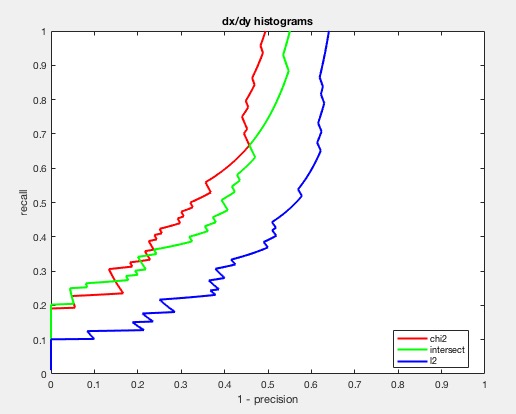 dx/dy histograms
1
0.9
0.8
0.7
0.6
0.5
0.4
0.3
0.2
0.1
0
recall
0 0.1 0.2 0.3 0.4 0.5 0.6 0.7 0.8 0.9 1
1 - precision
chi2
intersect
l2